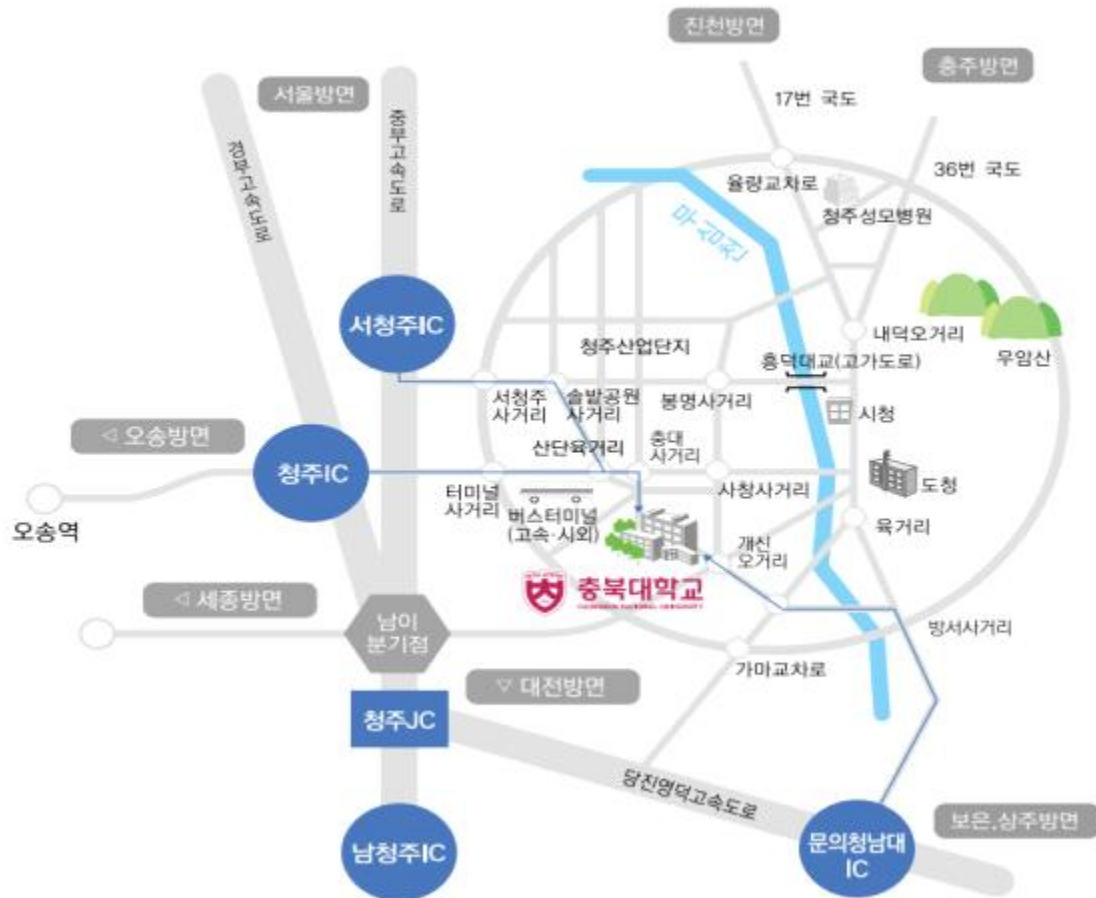 진천방면
충주방면
서울방면
중부고속도로
17번 국도
36번 국도
율량교차로
청주성모병원
서청주IC
내덕오거리
우암산
청주산업단지
흥덕대교(고가도로)
서청주
사거리
솔밭공원
사거리
봉명사거리
시청
◁ 오송방면
청주IC
산단육거리
충대
사거리
터미널
사거리
버스터미널
(고속·시외)
사창사거리
도청
오송역
육거리
개신
오거리
충북대학교
CHUNGBUK NATIONAL UNIVERSITY
◁ 세종방면
남이
분기점
방서사거리
가마교차로
▽ 대전방면
청주JC
당진영덕고속도로
남청주IC
문의청남대
IC
보은.상주방면